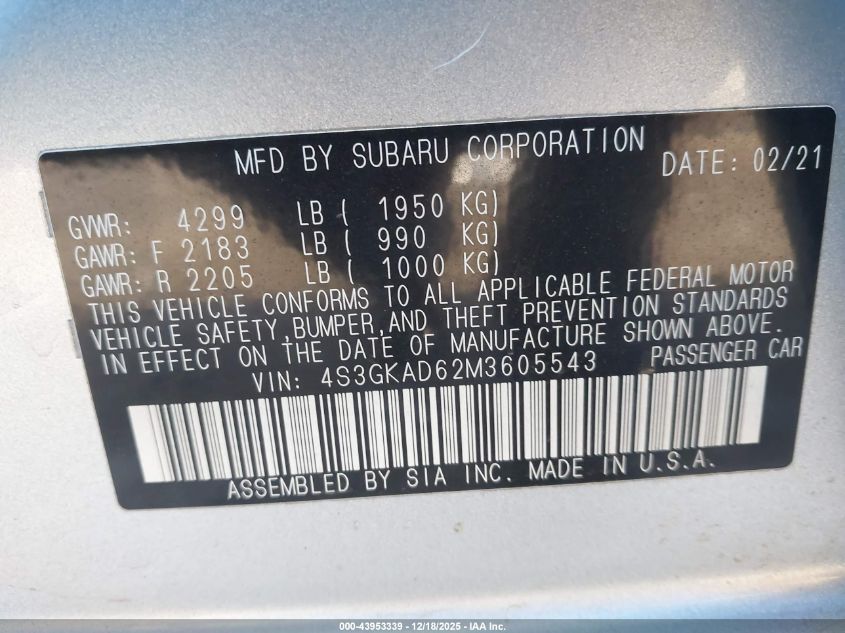 MFD BY SUBARU CORPORATION DATE: 02/21
GVWR: 4299 LB ( 1950 KG)
GAWR: F 2183 LB ( 990 KG)
GAWR: R 2205 LB ( 1000 KG)
THIS VEHICLE CONFORMS TO ALL APPLICABLE FEDERAL MOTOR
VEHICLE SAFETY,BUMPER,AND THEFT PREVENTION STANDARDS
IN EFFECT ON THE DATE OF MANUFACTURE SHOWN ABOVE.
VIN: 4S3GKAD62M3605543 PASSENGER CAR
ASSEMBLED BY SIA INC. MADE IN U.S.A.
000-43953339 - 12/18/2025 - IAA Inc.